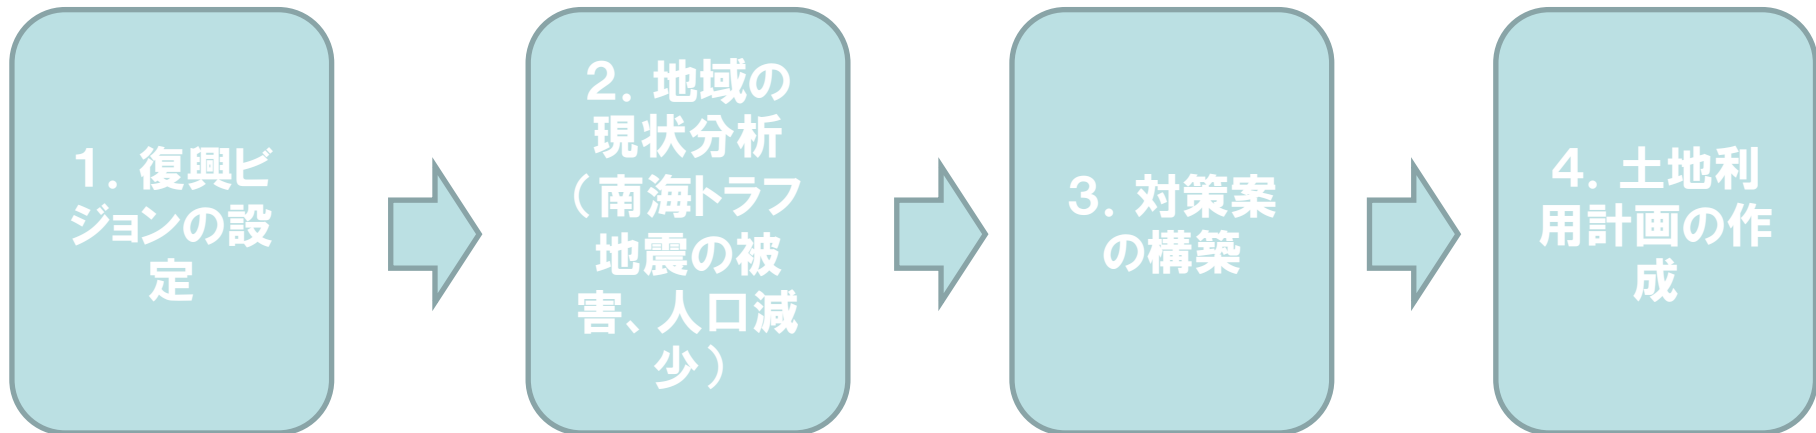 １．復興ビ
ジョンの設
定
２．地域の
現状分析
（南海トラフ
地震の被
害、人口減
少）
３．対策案
の構築
４．土地利
用計画の作
成